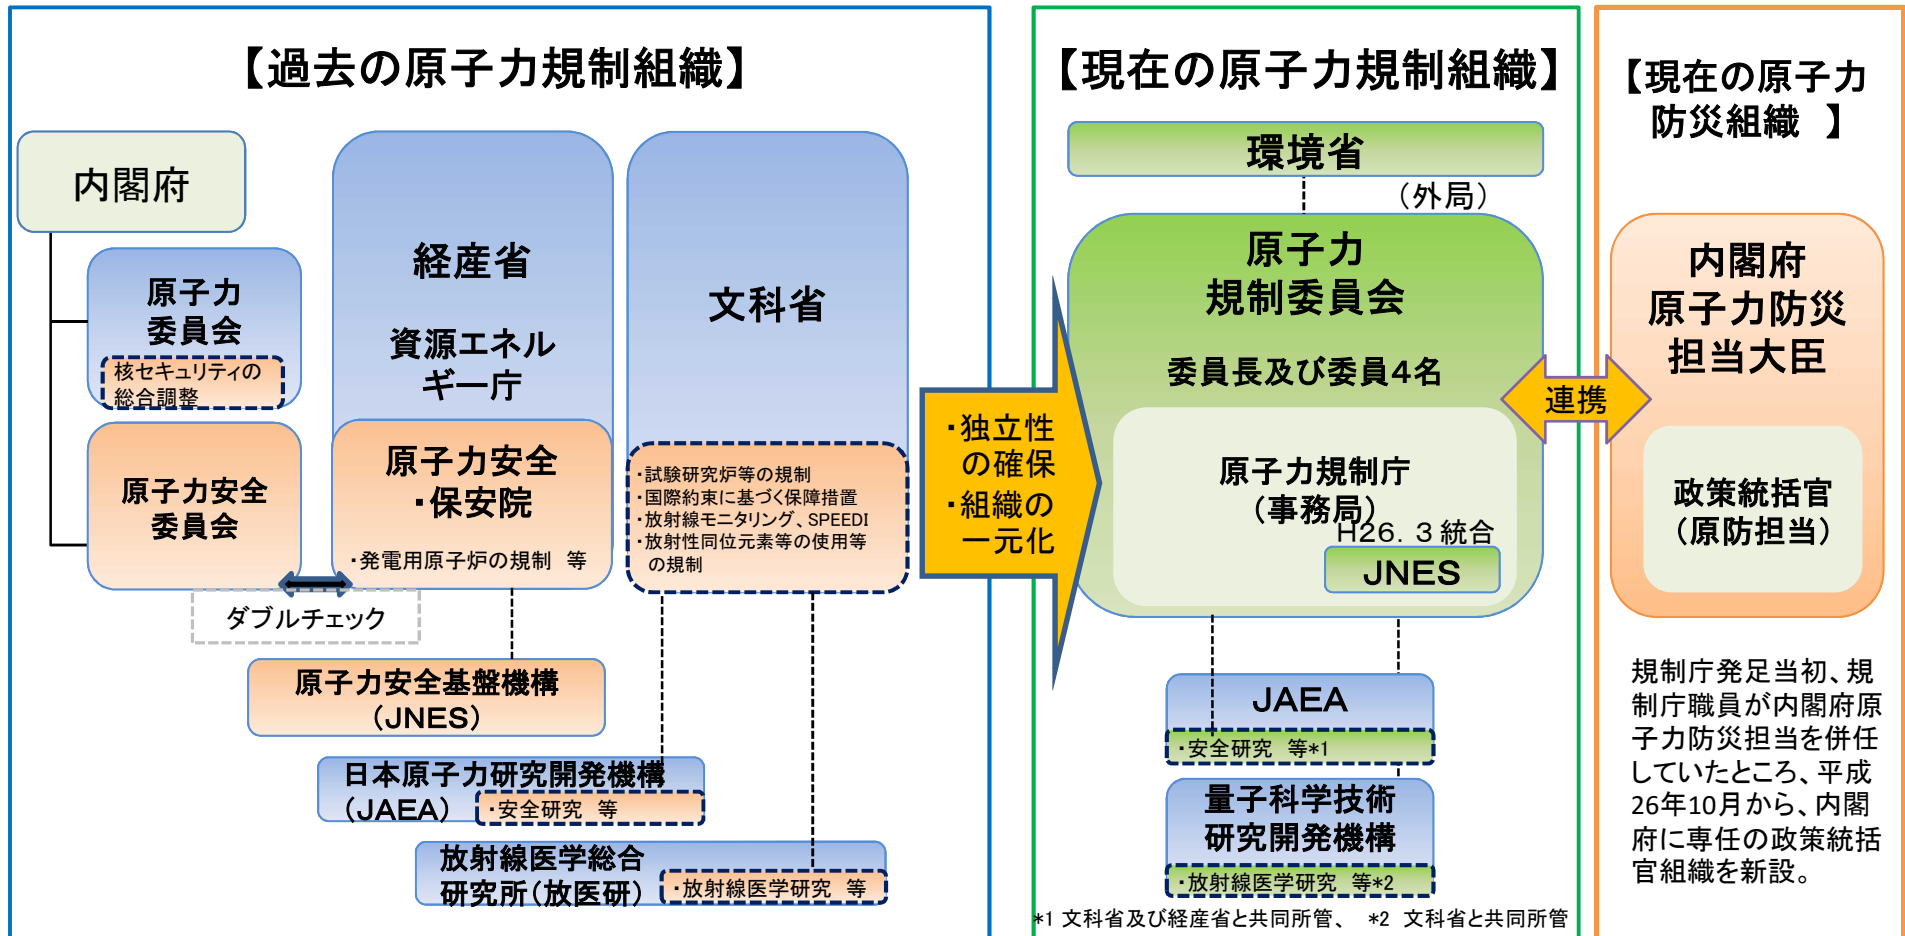 【過去の原子力規制組織】
内閣府
原子力
委員会
核セキュリティの
総合調整
原子力安全
委員会
経産省
資源エネル
ギー庁
原子力安全
・保安院
・発電用原子炉の規制 等
ダブルチェック
文科省
・試験研究炉等の規制
・国際約束に基づく保障措置
・放射線モニタリング、SPEEDI
・放射性同位元素等の使用等
の規制
原子力安全基盤機構
（JNES）
日本原子力研究開発機構
（JAEA）
・安全研究 等
放射線医学総合
研究所（放医研）
・放射線医学研究 等
・独立性
の確保
・組織の
一元化
【現在の原子力規制組織】
環境省
（外局）
原子力
規制委員会
委員長及び委員４名
原子力規制庁
（事務局）
H26．3 統合
JNES
JAEA
・安全研究 等*1
量子科学技術
研究開発機構
・放射線医学研究 等*2
*1 文科省及び経産省と共同所管、 *2 文科省と共同所管
連携
【現在の原子力
防災組織 】
内閣府
原子力防災
担当大臣
政策統括官
（原防担当）
規制庁発足当初、規
制庁職員が内閣府原
子力防災担当を併任
していたところ、平成
26年10月から、内閣
府に専任の政策統括
官組織を新設。